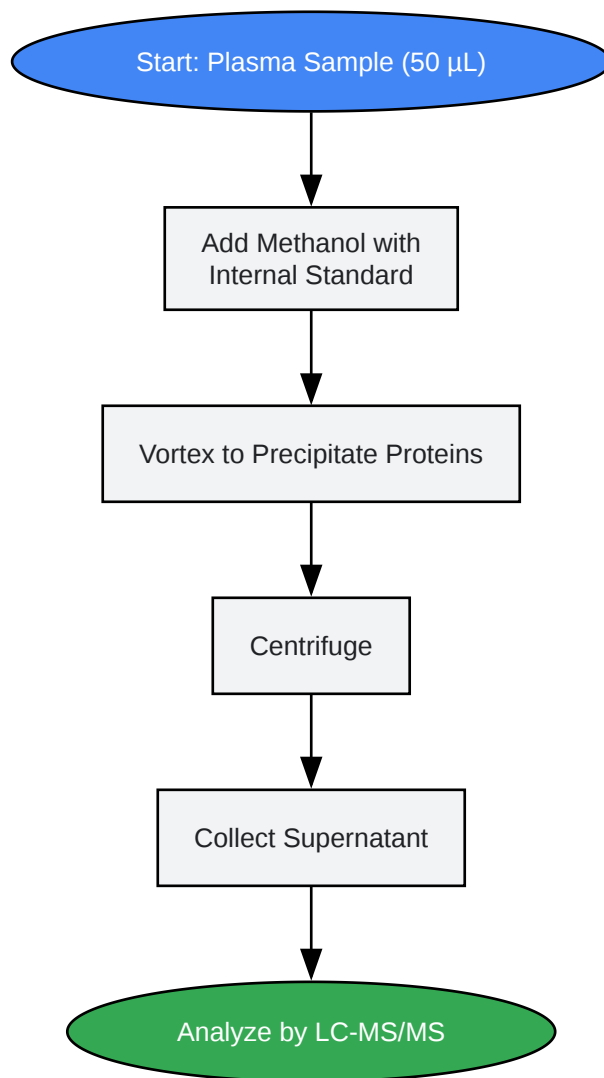 Start: Plasma Sample (50 µL)
Add Methanol with
Internal Standard
Vortex to Precipitate Proteins
Centrifuge
Collect Supernatant
Analyze by LC-MS/MS